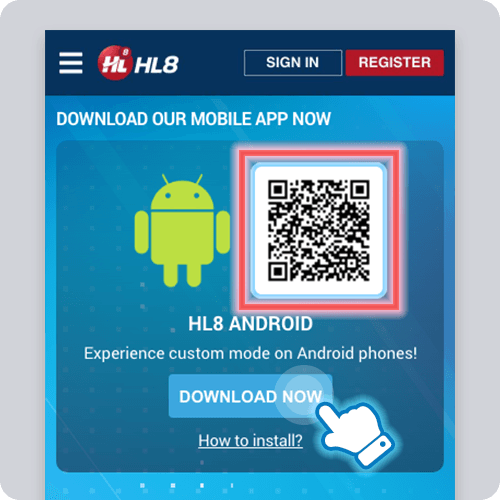 HL8 HL8 SIGN IN REGISTER
DOWNLOAD OUR MOBILE APP NOW
HL8 ANDROID
Experience custom mode on Android phones!
DOWNLOAD NOW
How to install?